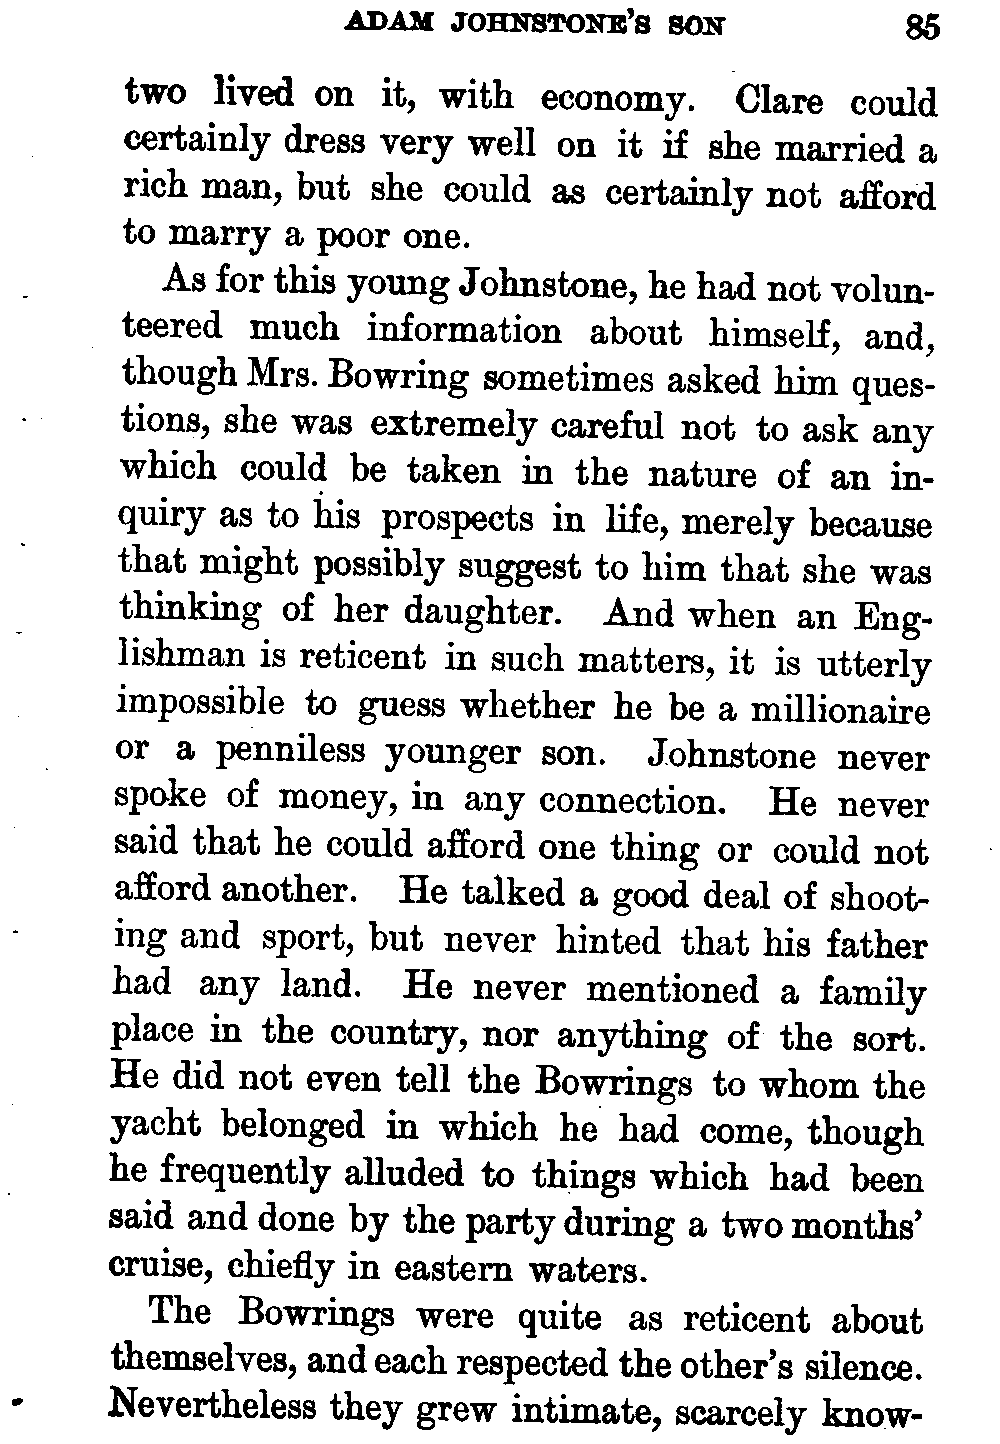 ADAM JOHNSTONE'S SON 85
two lived on it, with economy. Clare could
certainly dress very well on it if she married a
rich man, but she could as certainly not afford
to marry a poor one.
As for this young Johnstone, he had not volun-
teered much information about himself, and,
though Mrs. Bowring sometimes asked him ques-
tions, she was extremely careful not to ask any
which could be taken in the nature of an in-
quiry as to his prospects in life, merely because
that might possibly suggest to him that she was
thinking of her daughter. And when an Eng-
lishman is reticent in such matters, it is utterly
impossible to guess whether he be a millionaire
or a penniless younger son. Johnstone never
spoke of money, in any connection. He never
said that he could afford one thing or could not
afford another. He talked a good deal of shoot-
ing and sport, but never hinted that his father
had any land. He never mentioned a family
place in the country, nor anything of the sort.
He did not even tell the Bowrings to whom the
yacht belonged in which he had come, though
he frequently alluded to things which had been
said and done by the party during a two months'
cruise, chiefly in eastern waters.
The Bowrings were quite as reticent about
themselves, and each respected the other's silence.
Nevertheless they grew intimate, scarcely know-